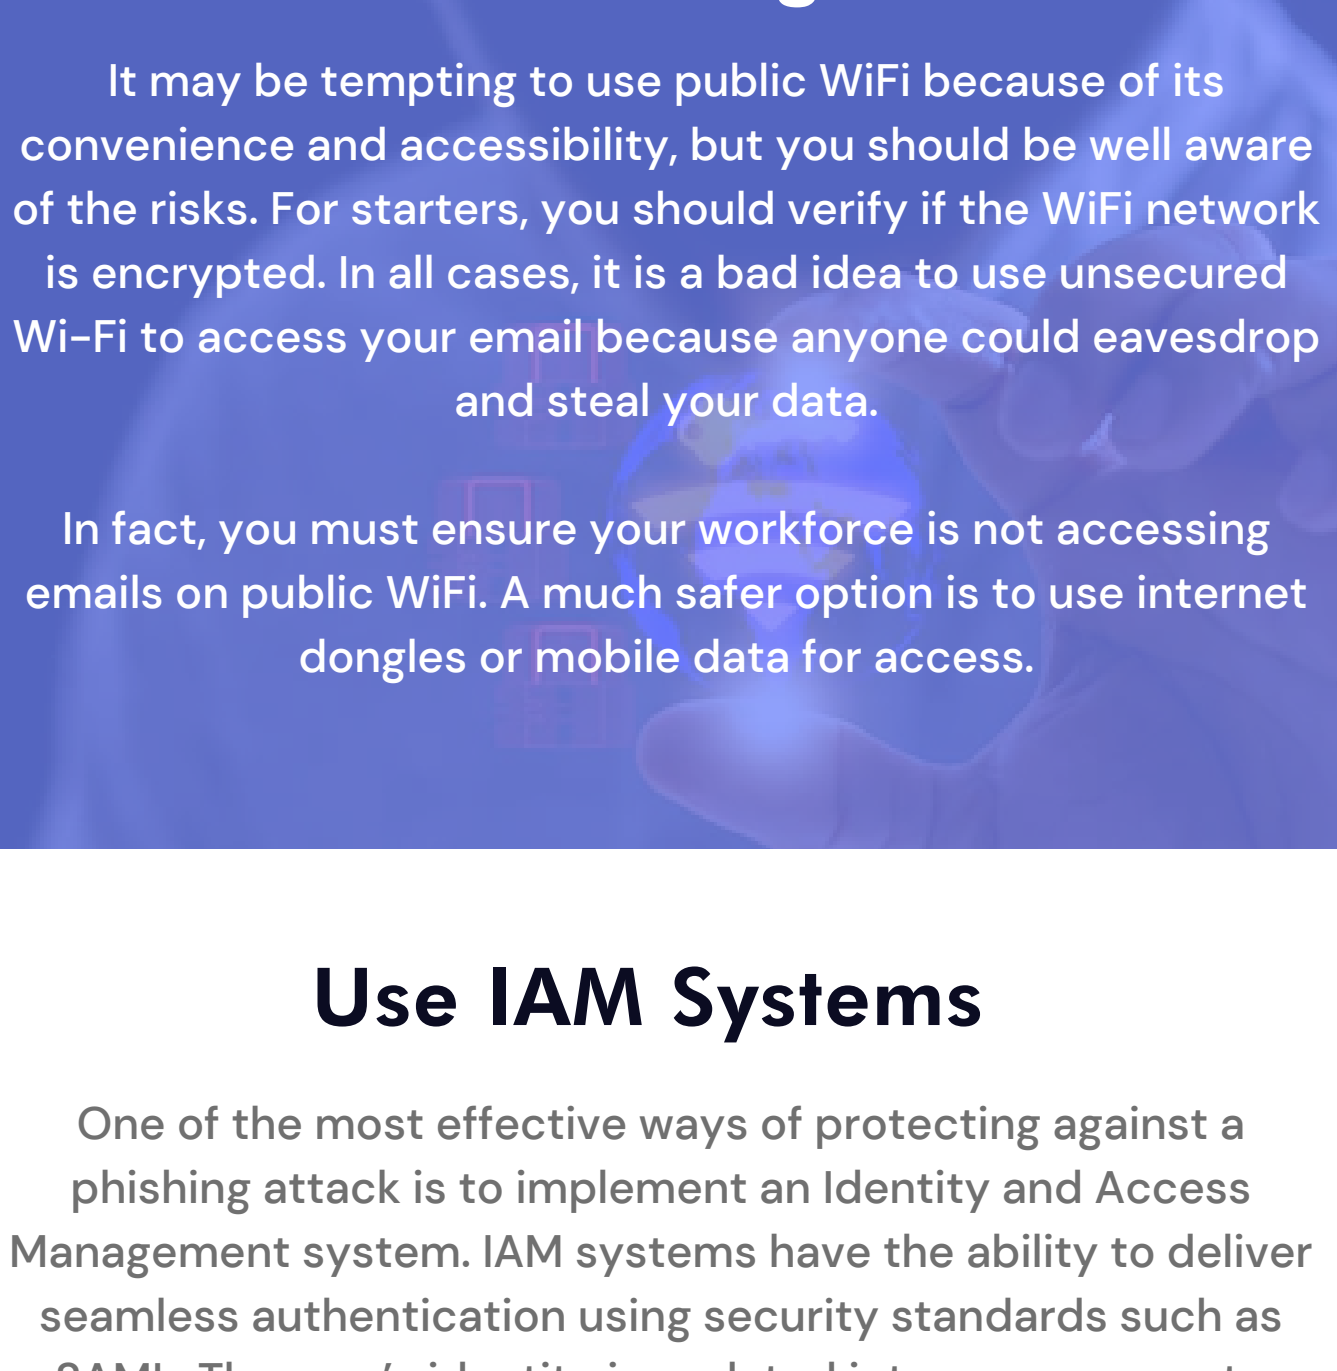 It may be tempting to use public WiFi because of its
convenience and accessibility, but you should be well aware
of the risks. For starters, you should verify if the WiFi network
is encrypted. In all cases, it is a bad idea to use unsecured
Wi-Fi to access your email because anyone could eavesdrop
and steal your data.
In fact, you must ensure your workforce is not accessing
emails on public WiFi. A much safer option is to use internet
dongles or mobile data for access.
Use IAM Systems
One of the most effective ways of protecting against a
phishing attack is to implement an Identity and Access
Management system. IAM systems have the ability to deliver
seamless authentication using security standards such as